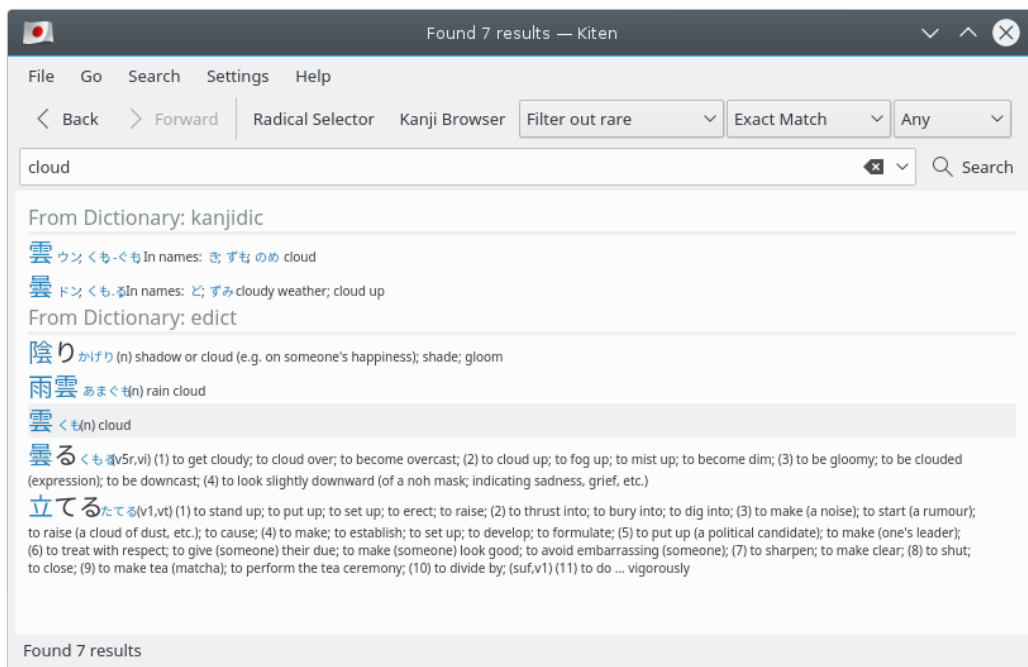 Found 7 results — Kiten
File Go Search Settings Help
Back Forward Radical Selector Kanji Browser Filter out rare Exact Match Any
cloud Search
From Dictionary: kanjidic
雲 ウン; くも; -ぐも; In names: き; ずも; のめ cloud
曇 ドン; くも.る In names: ど; ずみ cloudy weather; cloud up
From Dictionary: edict
陰り かげり (n) shadow or cloud (e.g. on someone's happiness); shade; gloom
雨雲 あまぐも (n) rain cloud
雲 くも (n) cloud
曇る くもる (v5r,vi) (1) to get cloudy; to cloud over; to become overcast; (2) to cloud up; to fog up; to mist up; to become dim; (3) to be gloomy; to be clouded
(expression); to be downcast; (4) to look slightly downward (of a noh mask; indicating sadness, grief, etc.)
立てる たてる (v1,vt) (1) to stand up; to put up; to set up; to erect; to raise; (2) to thrust into; to bury into; to dig into; (3) to make (a noise); to start (a rumour);
to raise (a cloud of dust, etc.); to cause; (4) to make; to establish; to set up; to develop; to formulate; (5) to put up (a political candidate); to make (one's leader);
(6) to treat with respect; to give (someone) their due; to make (someone) look good; to avoid embarrassing (someone); (7) to sharpen; to make clear; (8) to shut;
to close; (9) to make tea (matcha); to perform the tea ceremony; (10) to divide by; (suf,v1) (11) to do ... vigorously
Found 7 results